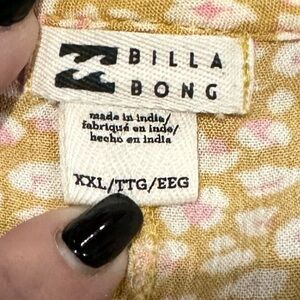 BILLA
BONG
made in india/
fabriqué en inde/
hecho en india
XXL/TTG/EEG